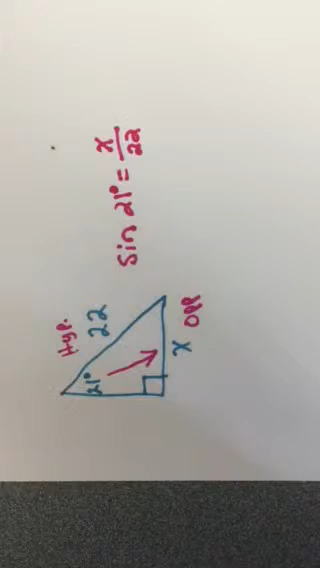 Hyp.
22
21°
x
OPP
sin 21° = x/22